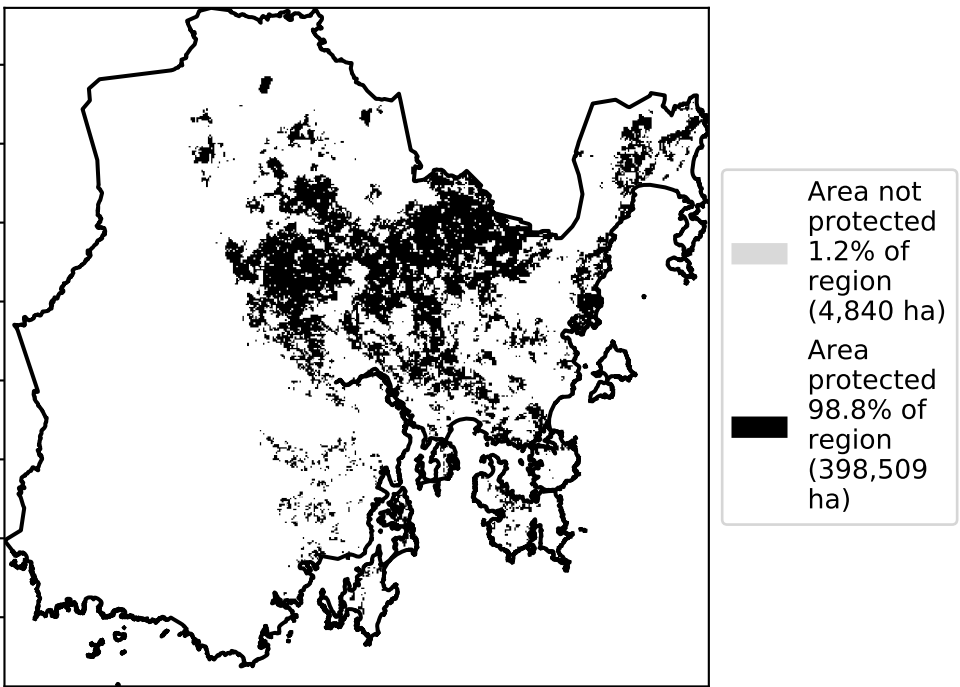 Area not
protected
1.2% of
region
(4,840 ha)
Area
protected
98.8% of
region
(398,509
ha)